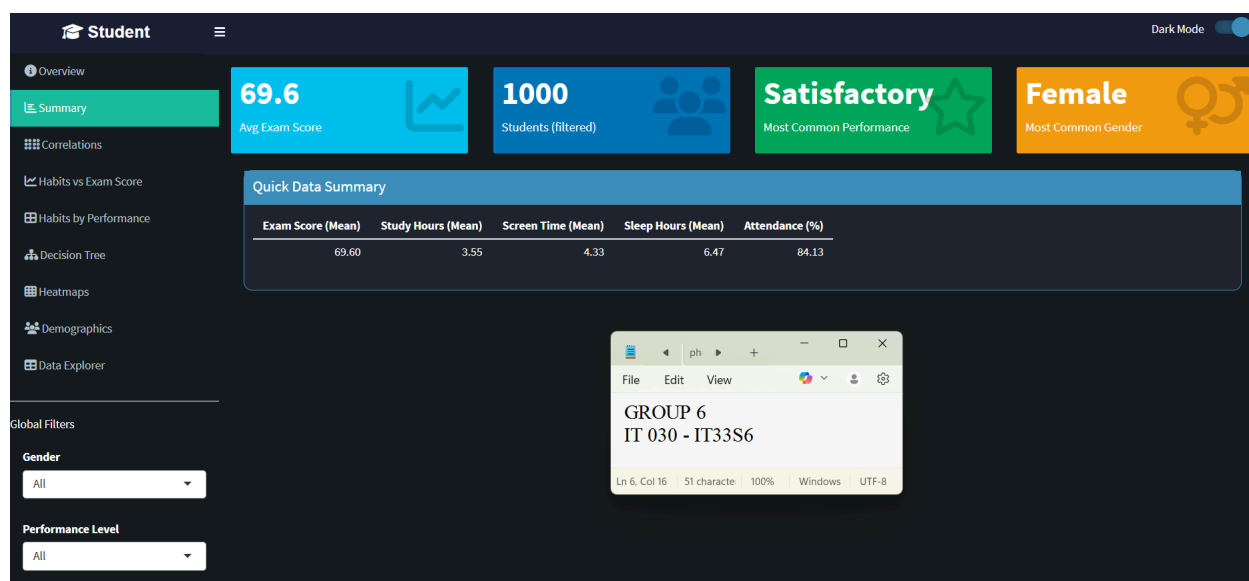 Student
Dark Mode
Overview
Summary
Correlations
Habits vs Exam Score
Habits by Performance
Decision Tree
Heatmaps
Demographics
Data Explorer
Global Filters
Gender
All
Performance Level
All
69.6
Avg Exam Score
1000
Students (filtered)
Satisfactory
Most Common Performance
Female
Most Common Gender
Quick Data Summary
Exam Score (Mean) Study Hours (Mean) Screen Time (Mean) Sleep Hours (Mean) Attendance (%)
69.60 3.55 4.33 6.47 84.13
ph
File Edit View
GROUP 6
IT 030 - IT33S6
Ln 6, Col 16 51 characte 100% Windows UTF-8